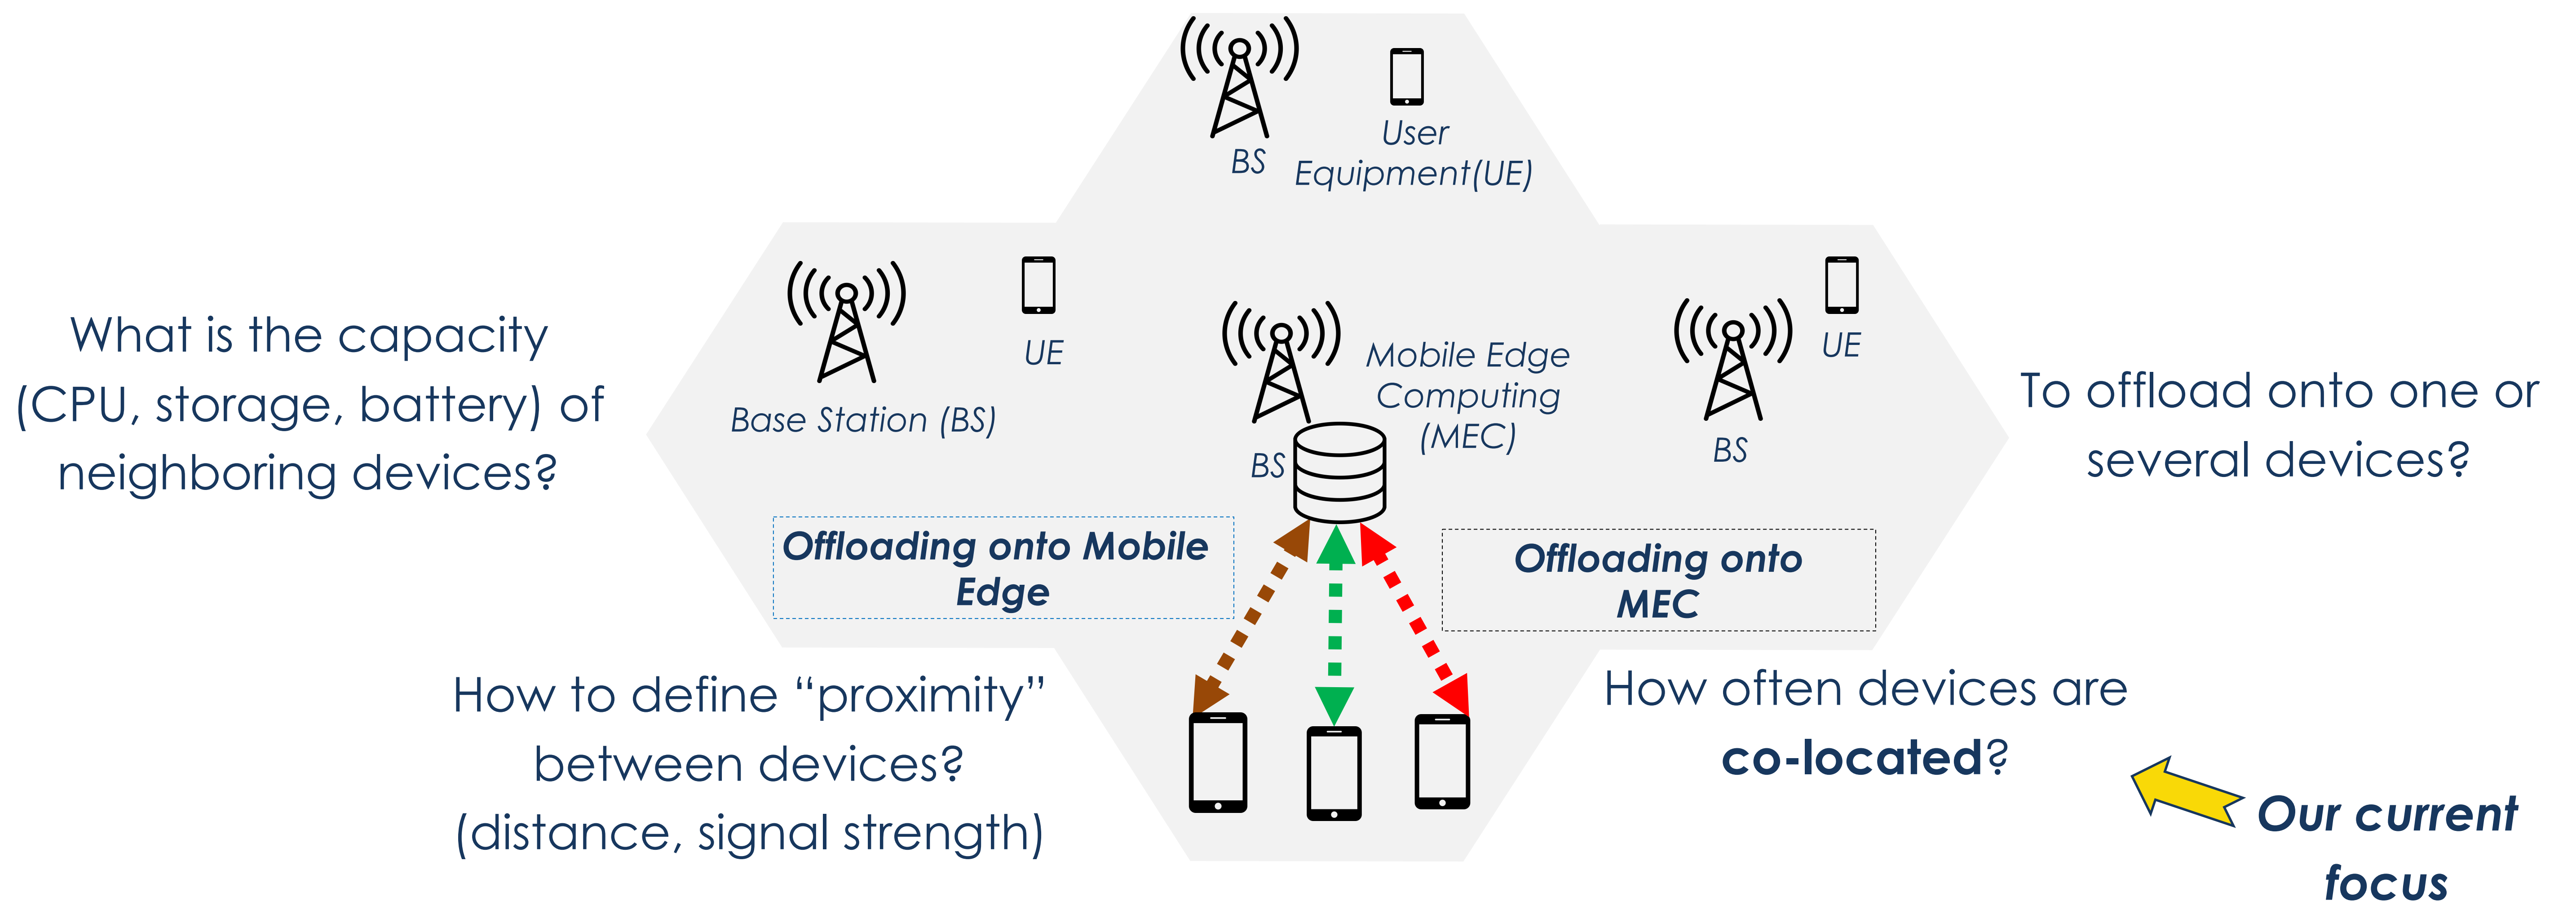 BS
User
Equipment(UE)
Base Station (BS)
UE
BS
Mobile Edge
Computing
(MEC)
UE
BS
What is the capacity
(CPU, storage, battery) of
neighboring devices?
To offload onto one or
several devices?
Offloading onto Mobile
Edge
Offloading onto
MEC
How to define “proximity”
between devices?
(distance, signal strength)
How often devices are
co-located?
Our current
focus